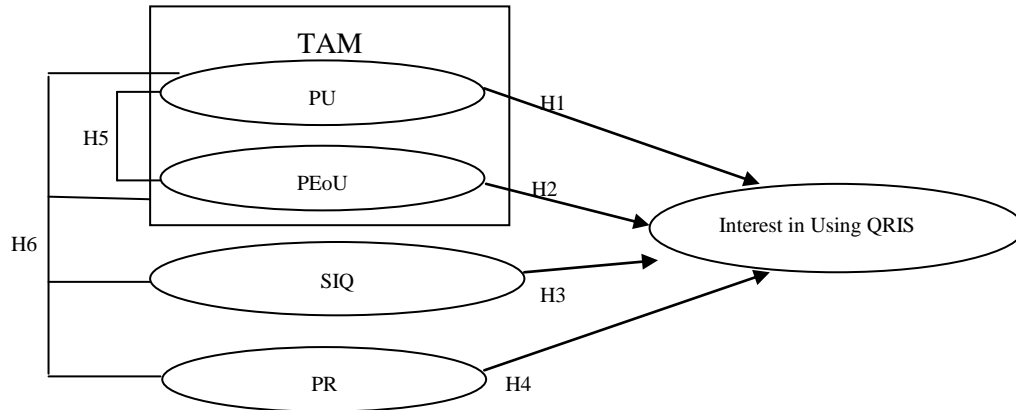 TAM
PU
H1
H5
PEoU
H2
Interest in Using QRIS
H6
SIQ
H3
PR
H4